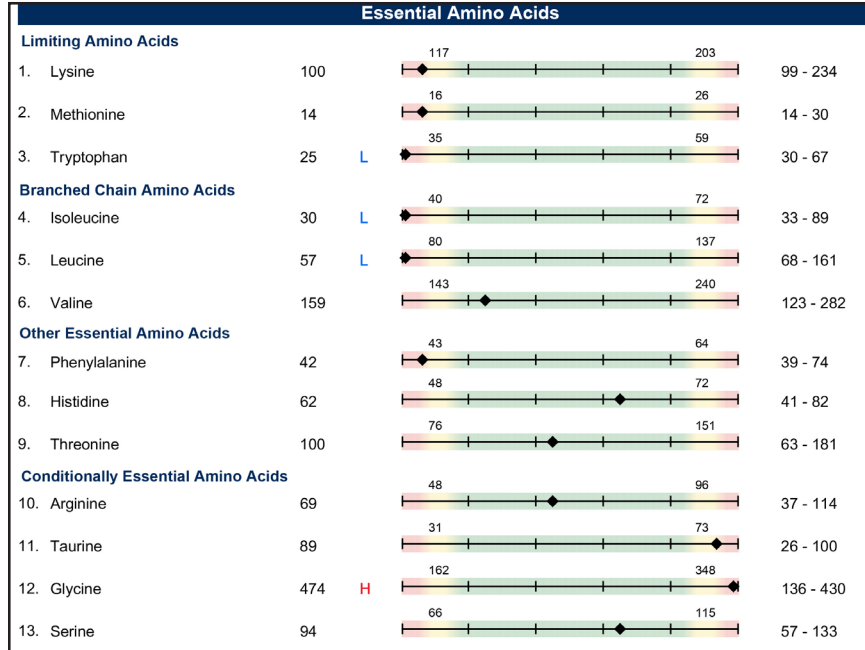 Essential Amino Acids
Limiting Amino Acids
117 203
1. Lysine 100 99 - 234
16 26
2. Methionine 14 14 - 30
35 59
3. Tryptophan 25 L 30 - 67
Branched Chain Amino Acids
40 72
4. Isoleucine 30 L 33 - 89
80 137
5. Leucine 57 L 68 - 161
143 240
6. Valine 159 123 - 282
Other Essential Amino Acids
43 64
7. Phenylalanine 42 39 - 74
48 72
8. Histidine 62 41 - 82
76 151
9. Threonine 100 63 - 181
Conditionally Essential Amino Acids
48 96
10. Arginine 69 37 - 114
31 73
11. Taurine 89 26 - 100
162 348
12. Glycine 474 H 136 - 430
66 115
13. Serine 94 57 - 133